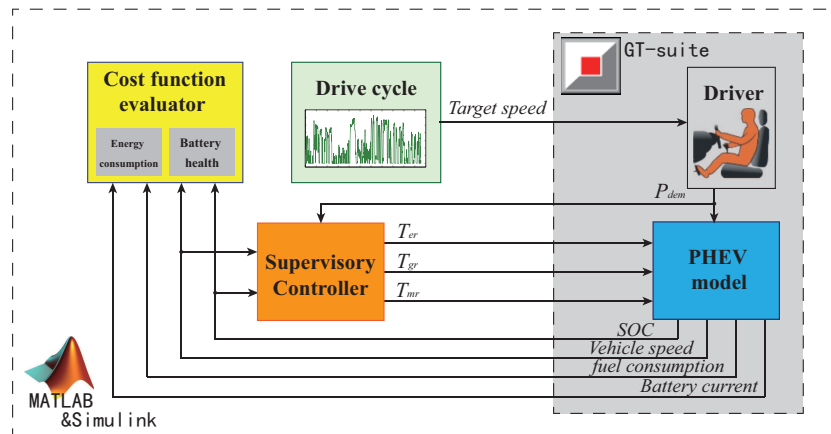 GT-suite
Cost function
evaluator
Energy
consumption
Battery
health
Drive cycle
Target speed
Driver
P_dem
Supervisory
Controller
T_er
T_gr
T_mr
PHEV
model
SOC
Vehicle speed
fuel consumption
Battery current
MATLAB
&Simulink